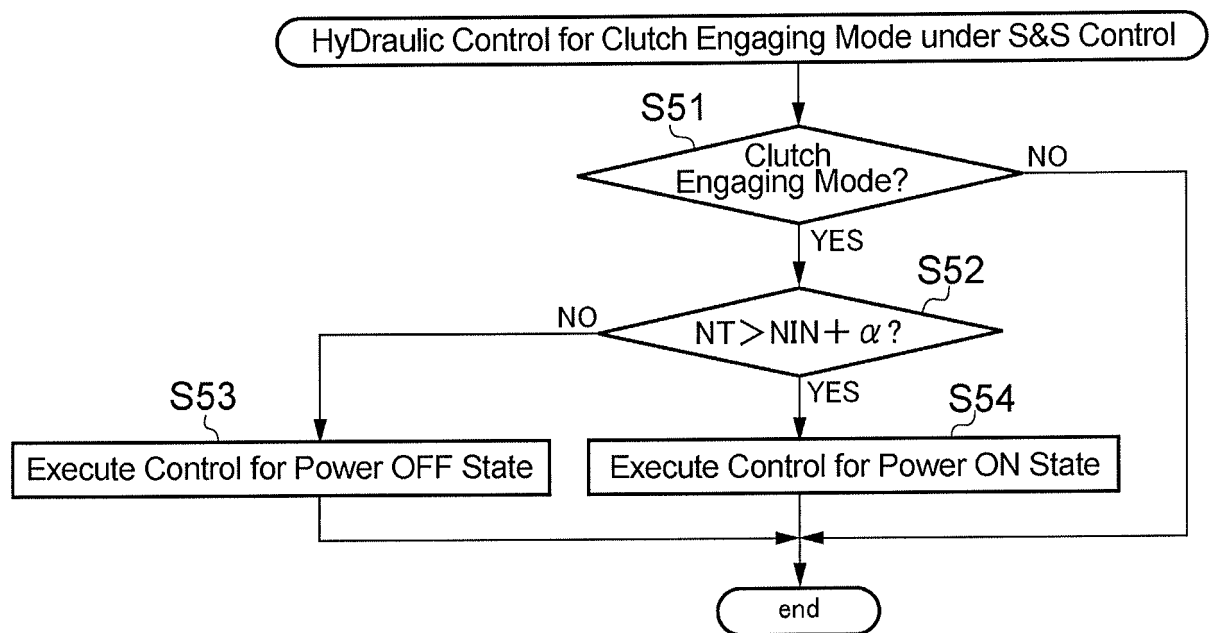 HyDraulic Control for Clutch Engaging Mode under S&S Control
S51
Clutch
Engaging Mode?
NO
YES
S52
NT＞NIN＋α?
NO
YES
S53
Execute Control for Power OFF State
S54
Execute Control for Power ON State
end